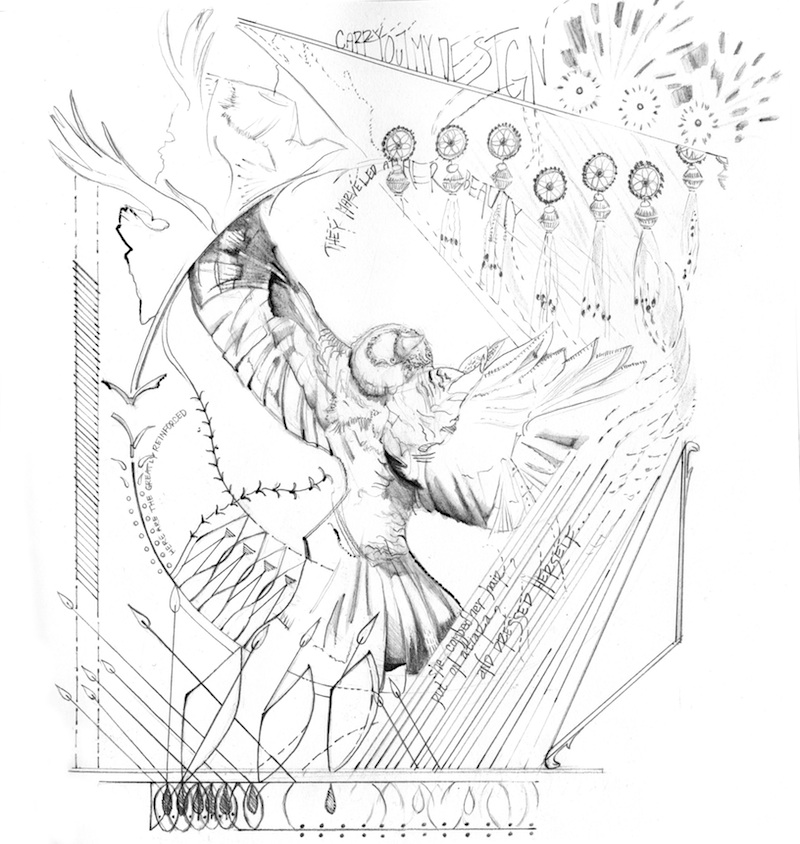 CARRY OUT MY DESIGN
THEY MARVELED AT HER BEAUTY
HERE ARE THE GREATLY REINFORCED
she combed her hair,
put on a tiara,
and DRESSED HERSELF